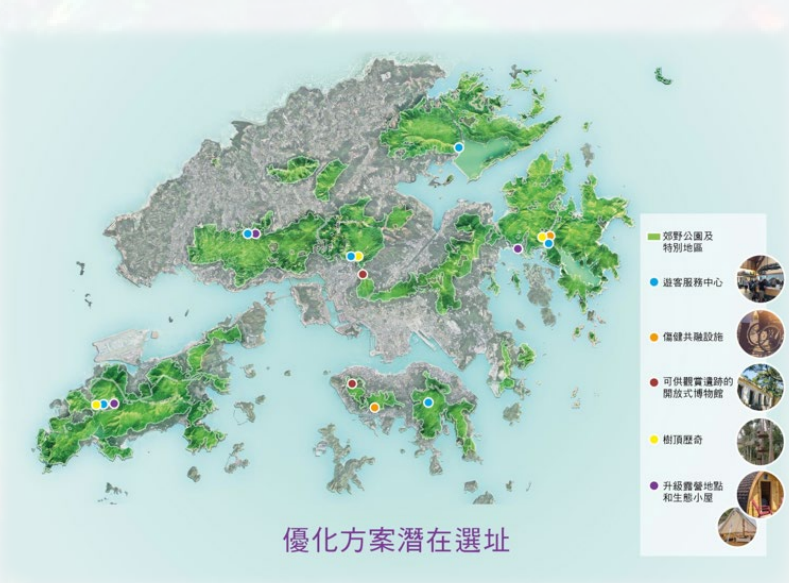 郊野公園及
特別地區
遊客服務中心
傷健共融設施
可供觀賞遺跡的
開放式博物館
樹頂歷奇
升級露營地點
和生態小屋
優化方案潛在選址